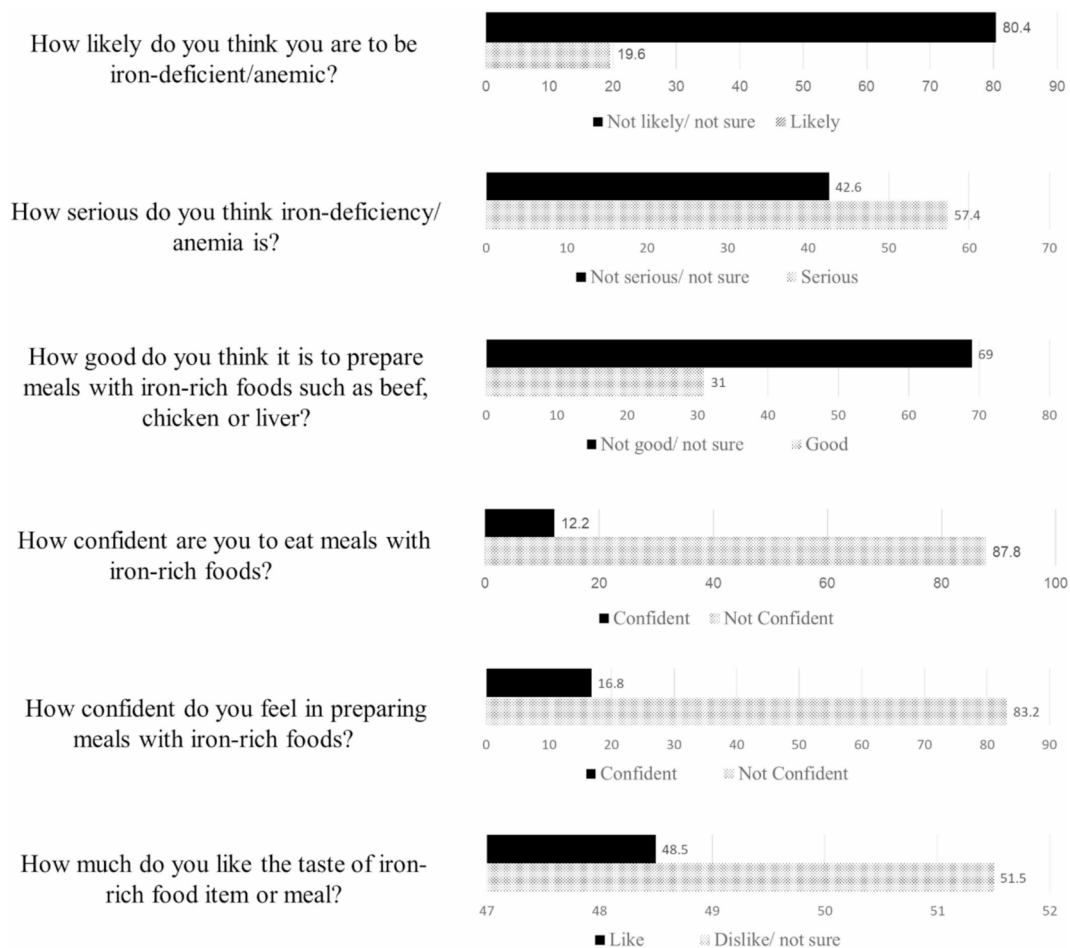 How likely do you think you are to be
iron-deficient/anemic?
80.4
19.6
0 10 20 30 40 50 60 70 80 90
Not likely/ not sure Likely
How serious do you think iron-deficiency/
anemia is?
42.6
57.4
0 10 20 30 40 50 60 70
Not serious/ not sure Serious
How good do you think it is to prepare
meals with iron-rich foods such as beef,
chicken or liver?
69
31
0 10 20 30 40 50 60 70 80
Not good/ not sure Good
How confident are you to eat meals with
iron-rich foods?
12.2
87.8
0 20 40 60 80 100
Confident Not Confident
How confident do you feel in preparing
meals with iron-rich foods?
16.8
83.2
0 10 20 30 40 50 60 70 80 90
Confident Not Confident
How much do you like the taste of iron-
rich food item or meal?
48.5
51.5
47 48 49 50 51 52
Like Dislike/ not sure